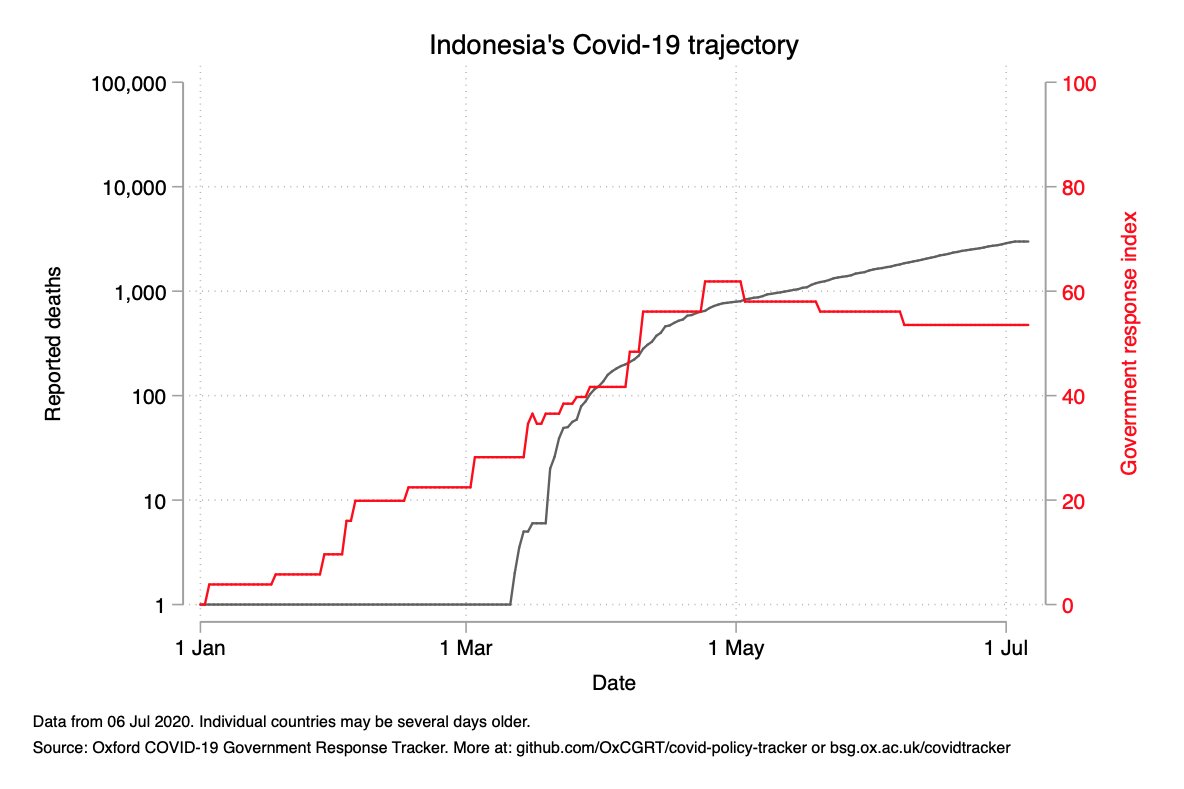 Indonesia's Covid-19 trajectory
100,000
10,000
1,000
100
10
1
Reported deaths
100
80
60
40
20
0
Government response index
1 Jan
1 Mar
1 May
1 Jul
Date
Data from 06 Jul 2020. Individual countries may be several days older.
Source: Oxford COVID-19 Government Response Tracker. More at: github.com/OxCGRT/covid-policy-tracker or bsg.ox.ac.uk/covidtracker